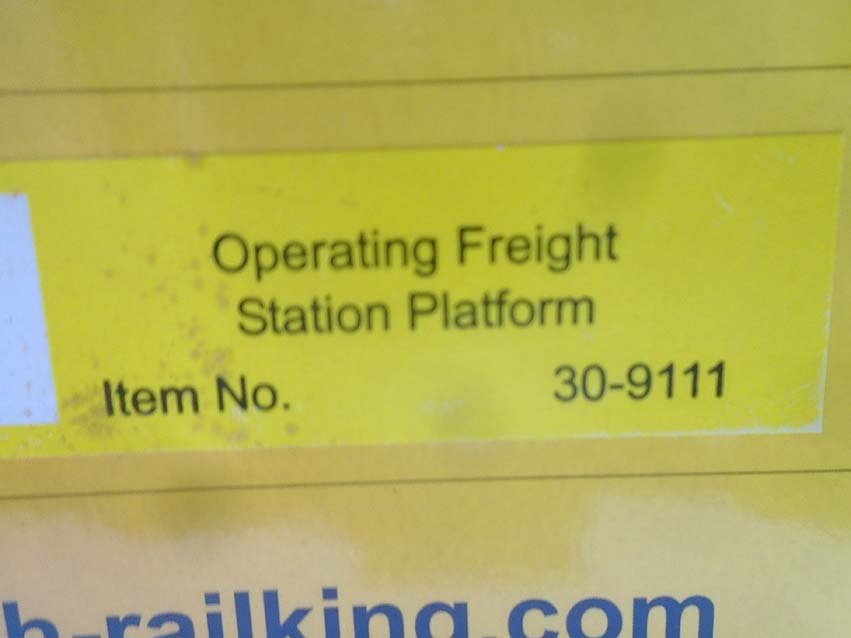 Operating Freight
Station Platform
Item No. 30-9111
h-railking.com